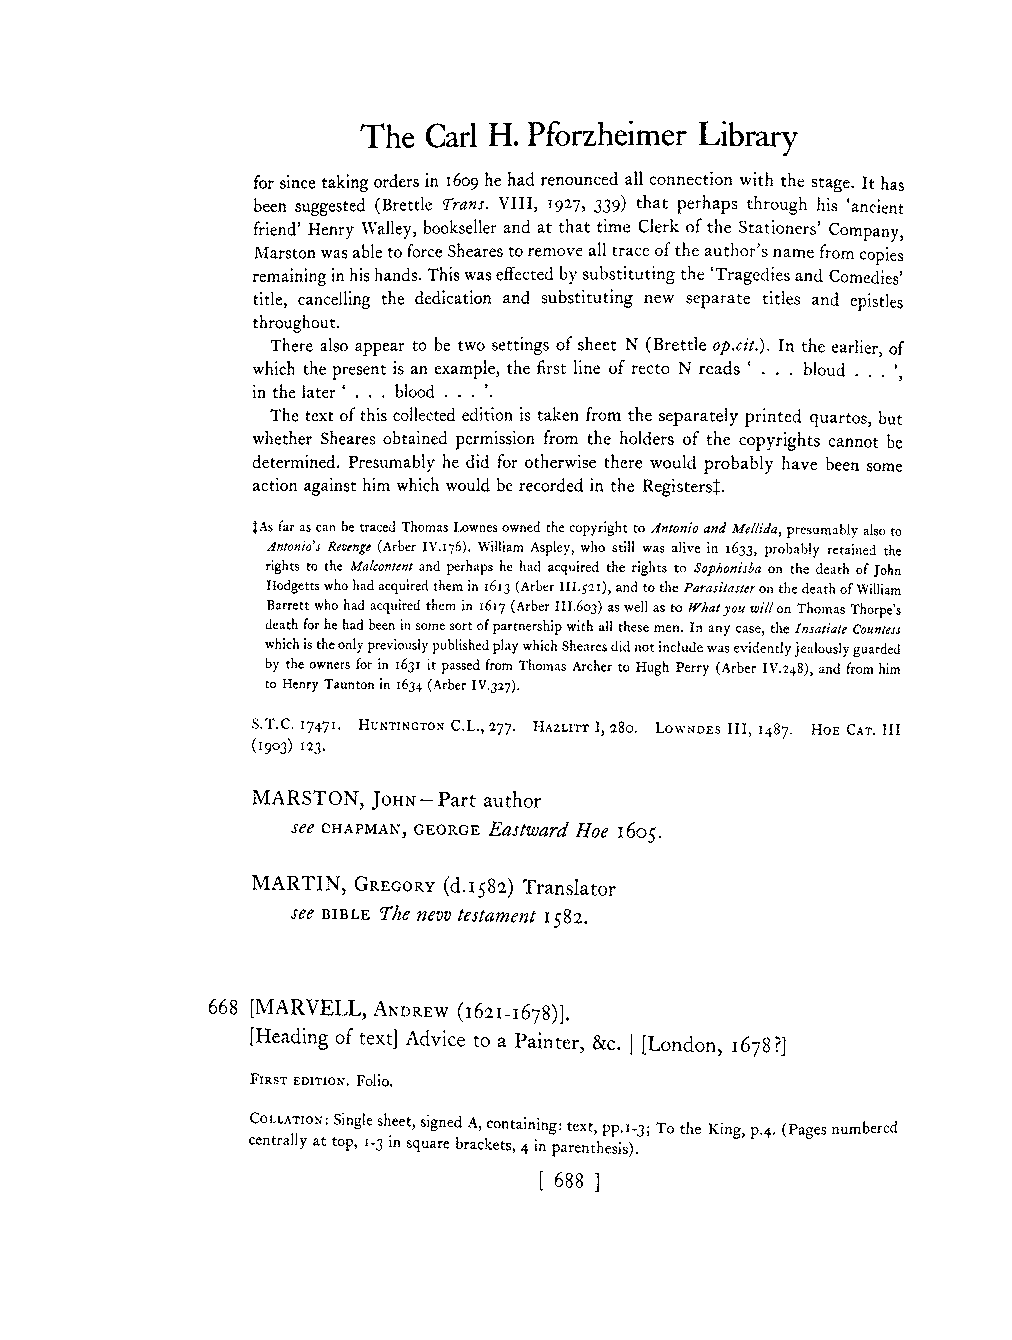 The Carl H. Pforzheimer Library
for since taking orders in 1609 he had renounced all connection with the stage. It has
been suggested (Brettle Trans. VIII, 1927, 339) that perhaps through his ‘ancient
friend’ Henry Walley, bookseller and at that time Clerk of the Stationers’ Company,
Marston was able to force Sheares to remove all trace of the author’s name from copies
remaining in his hands. This was effected by substituting the ‘Tragedies and Comedies’
title, cancelling the dedication and substituting new separate titles and epistles
throughout.
There also appear to be two settings of sheet N (Brettle op.cit.). In the earlier, of
which the present is an example, the first line of recto N reads ‘ . . . bloud . . . ’,
in the later ‘ . . . blood . . . ’.
The text of this collected edition is taken from the separately printed quartos, but
whether Sheares obtained permission from the holders of the copyrights cannot be
determined. Presumably he did for otherwise there would probably have been some
action against him which would be recorded in the Registers‡.
‡As far as can be traced Thomas Lownes owned the copyright to Antonio and Mellida, presumably also to
Antonio’s Revenge (Arber IV.176). William Aspley, who still was alive in 1633, probably retained the
rights to the Malcontent and perhaps he had acquired the rights to Sophonisba on the death of John
Hodgetts who had acquired them in 1613 (Arber III.521), and to the Parasitaster on the death of William
Barrett who had acquired them in 1617 (Arber III.603) as well as to What you will on Thomas Thorpe’s
death for he had been in some sort of partnership with all these men. In any case, the Insatiate Countess
which is the only previously published play which Sheares did not include was evidently jealously guarded
by the owners for in 1631 it passed from Thomas Archer to Hugh Perry (Arber IV.248), and from him
to Henry Taunton in 1634 (Arber IV.327).
S.T.C. 17471. HUNTINGTON C.L., 277. HAZLITT I, 280. LOWNDES III, 1487. HOE CAT. III
(1903) 123.
MARSTON, JOHN—Part author
see CHAPMAN, GEORGE Eastward Hoe 1605.
MARTIN, GREGORY (d.1582) Translator
see BIBLE The nevv testament 1582.
668 [MARVELL, ANDREW (1621-1678)].
[Heading of text] Advice to a Painter, &c. | [London, 1678?]
FIRST EDITION. Folio.
COLLATION: Single sheet, signed A, containing: text, pp.1-3; To the King, p.4. (Pages numbered
centrally at top, 1-3 in square brackets, 4 in parenthesis).
[ 688 ]